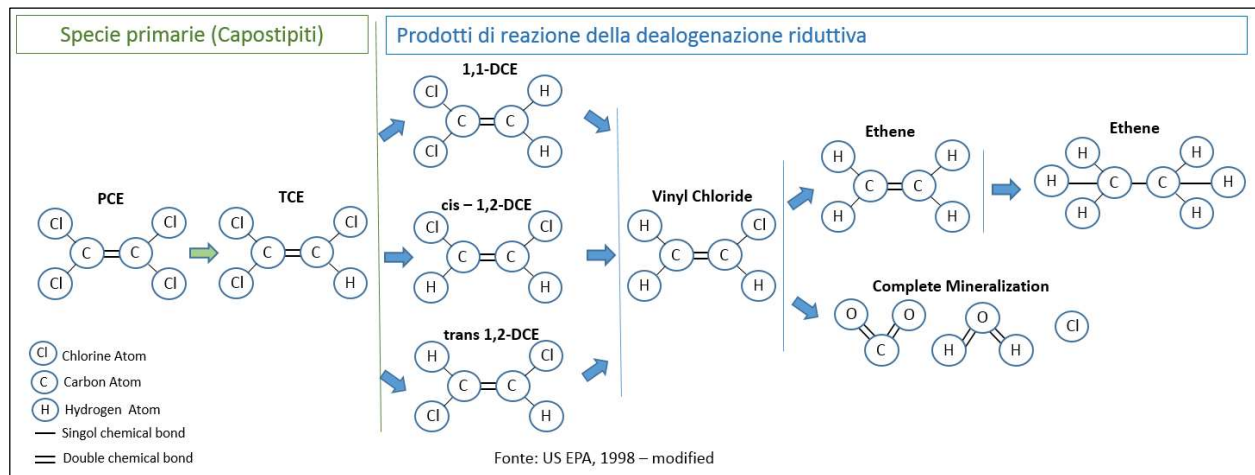 Specie primarie (Capostipiti)
Prodotti di reazione della dealogenazione riduttiva
PCE
Cl
Cl
C
C
Cl
Cl
TCE
Cl
Cl
C
C
Cl
H
1,1-DCE
Cl
H
C
C
Cl
H
cis – 1,2-DCE
Cl
Cl
C
C
H
H
trans 1,2-DCE
H
Cl
C
C
Cl
H
Vinyl Chloride
H
Cl
C
C
H
H
Ethene
H
H
C
C
H
H
Ethene
H
H
H
C
C
H
H
H
Complete Mineralization
O
O
C
O
H
H
Cl
Cl Chlorine Atom
C Carbon Atom
H Hydrogen Atom
Singol chemical bond
Double chemical bond
Fonte: US EPA, 1998 – modified